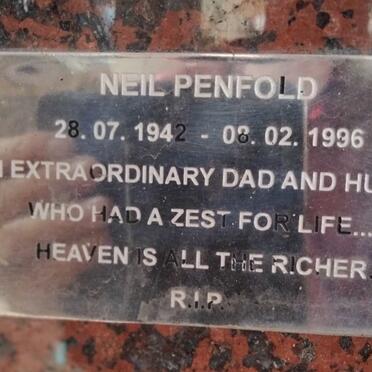 NEIL PENFOLD
28. 07. 1942 - 08. 02. 1996
EXTRAORDINARY DAD AND HU
WHO HAD A ZEST FOR LIFE...
HEAVEN IS ALL THE RICHER.
R.I.P.